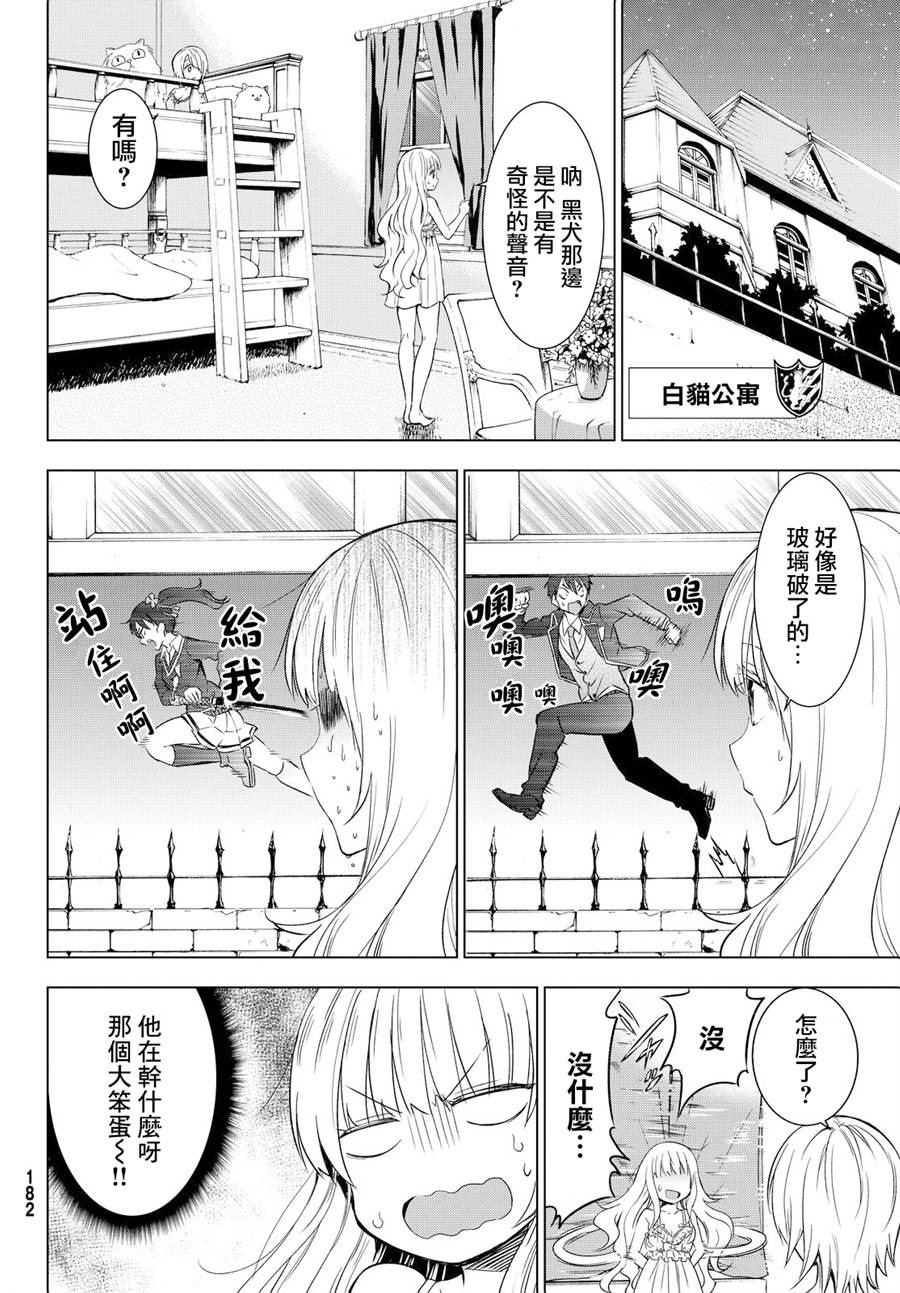 白貓公寓
吶 黑犬那邊
是不是有
奇怪的聲音?
有嗎?
好像是
玻璃破了的…
嗚
噢
噢
噢
噢
噢
給我
站住啊啊
怎麼了?
沒
沒什麼…
他在幹什麼呀
那個大笨蛋~!!
182